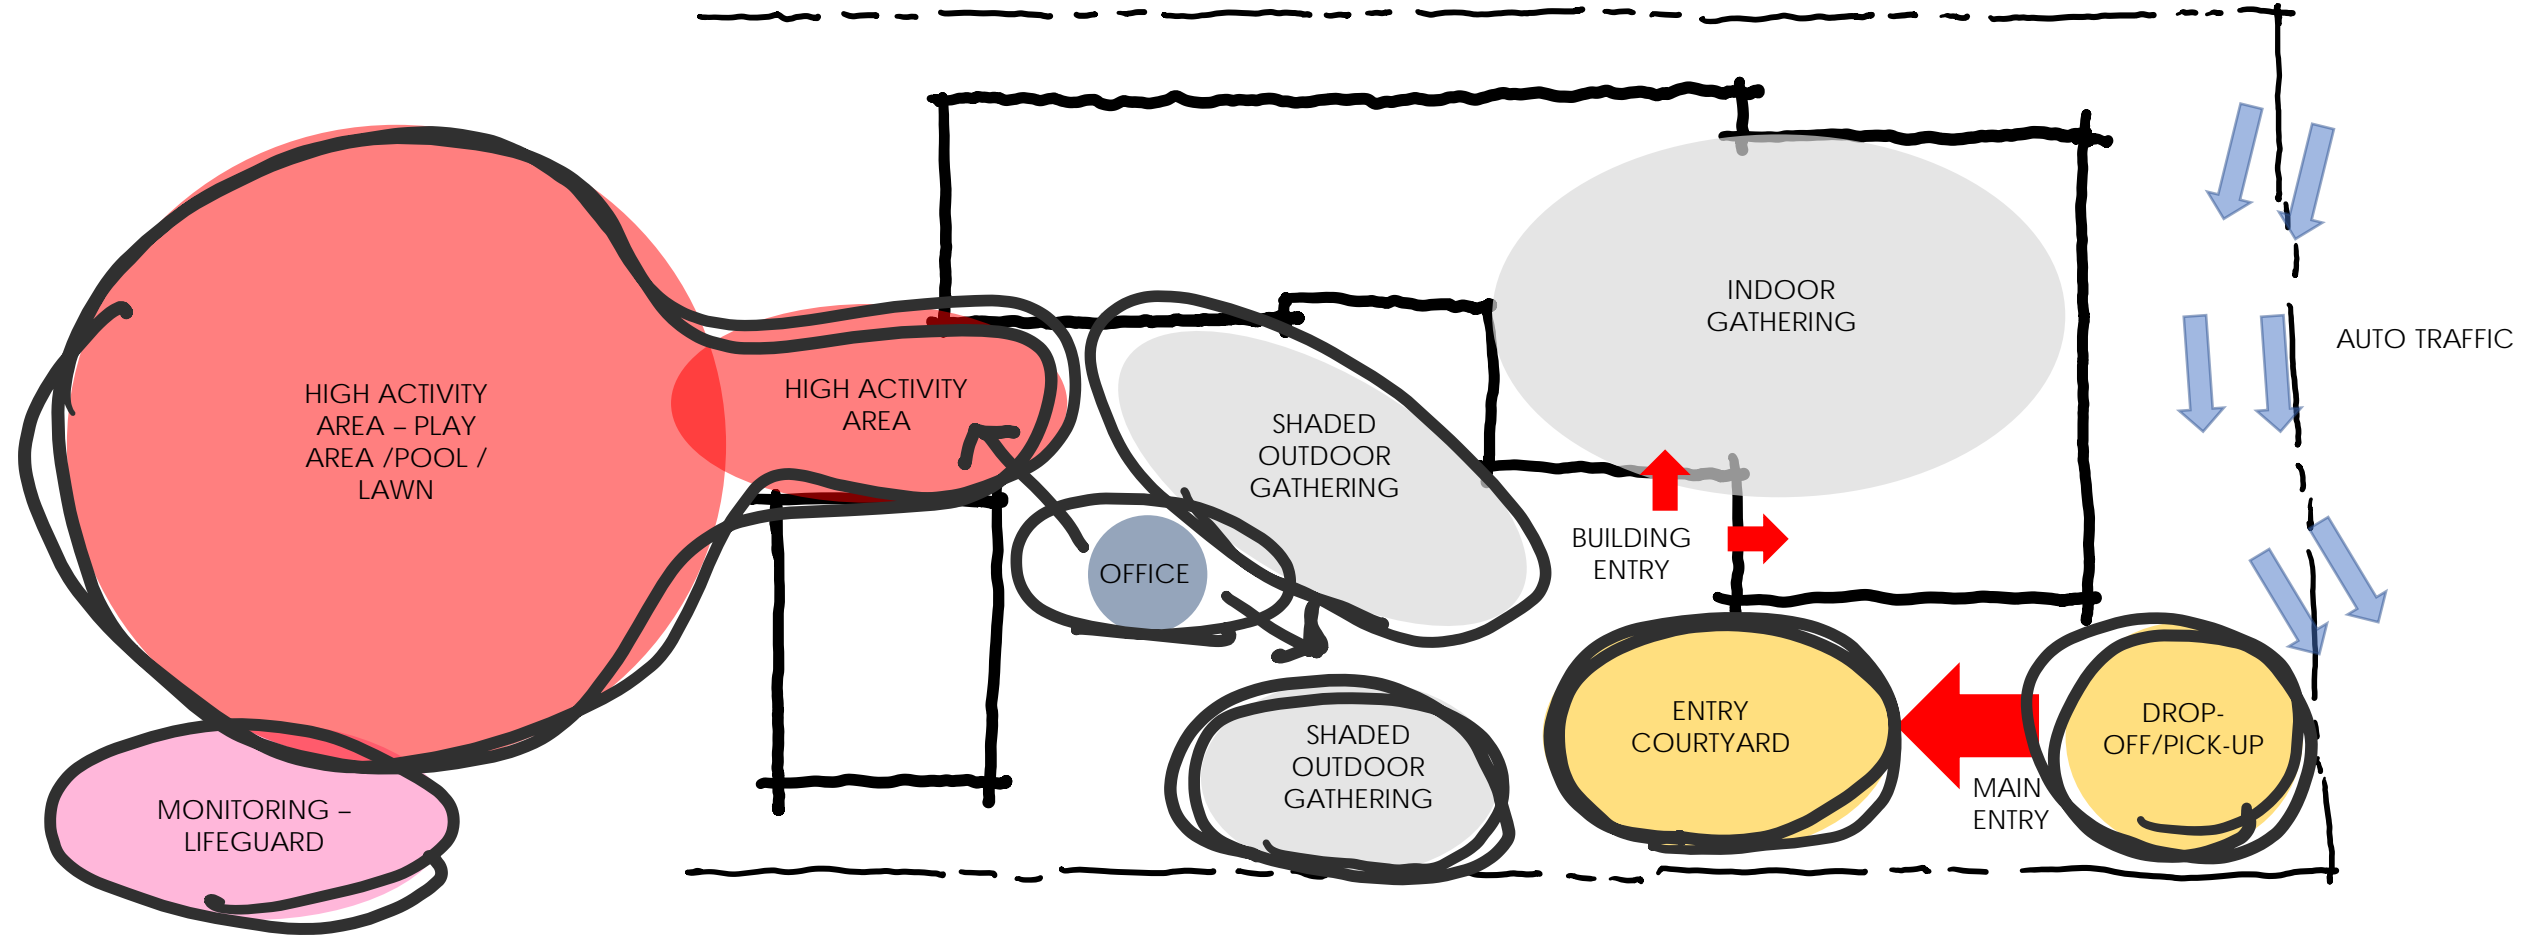 HIGH ACTIVITY
AREA – PLAY
AREA /POOL /
LAWN
HIGH ACTIVITY
AREA
SHADED
OUTDOOR
GATHERING
INDOOR
GATHERING
AUTO TRAFFIC
OFFICE
BUILDING
ENTRY
MONITORING –
LIFEGUARD
SHADED
OUTDOOR
GATHERING
ENTRY
COURTYARD
MAIN
ENTRY
DROP-
OFF/PICK-UP